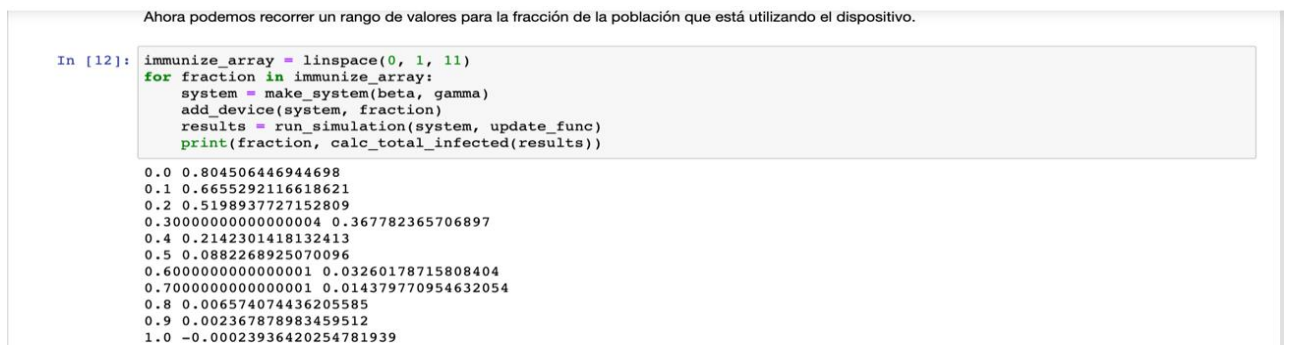 Ahora podemos recorrer un rango de valores para la fracción de la población que está utilizando el dispositivo.
In [12]: immunize_array = linspace(0, 1, 11)
for fraction in immunize_array:
    system = make_system(beta, gamma)
    add_device(system, fraction)
    results = run_simulation(system, update_func)
    print(fraction, calc_total_infected(results))
0.0 0.804506446944698
0.1 0.6655292116618621
0.2 0.5198937727152809
0.30000000000000004 0.367782365706897
0.4 0.2142301418132413
0.5 0.0882268925070096
0.6000000000000001 0.03260178715808404
0.7000000000000001 0.014379770954632054
0.8 0.006574074436205585
0.9 0.002367878983459512
1.0 -0.00023936420254781939